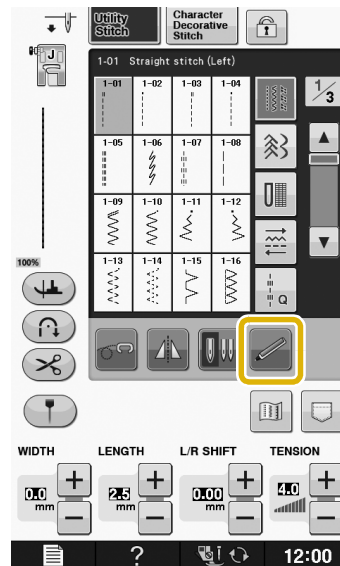 Utility Stitch
Character Decorative Stitch
J
1-01 Straight stitch (Left)
1/3
1-01 1-02 1-03 1-04
1-05 1-06 1-07 1-08
1-09 1-10 1-11 1-12
1-13 1-14 1-15 1-16
Q
100%
WIDTH LENGTH L/R SHIFT TENSION
0.0 mm + − 2.5 mm + − 0.00 mm + − 4.0 + −
? 12:00